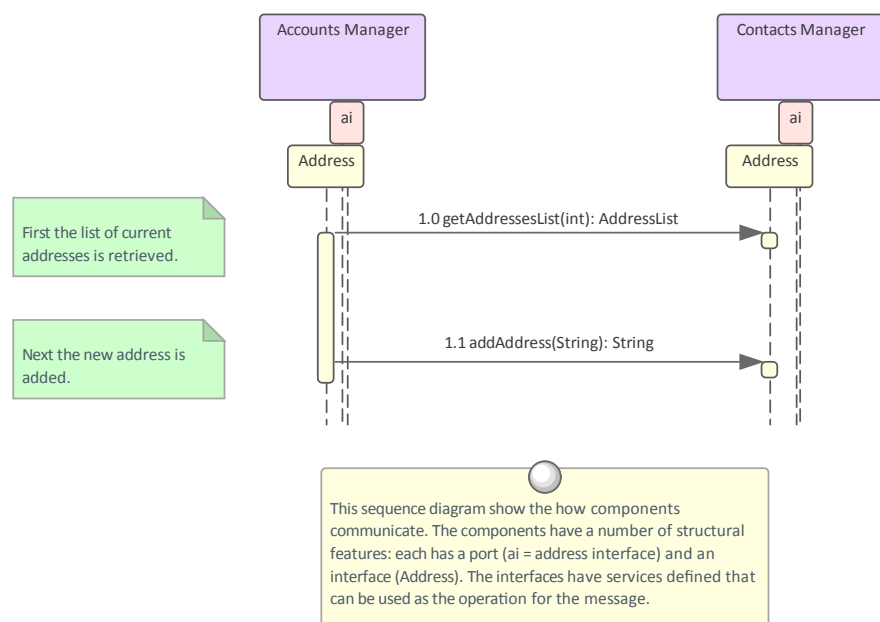 Accounts Manager
Contacts Manager
ai
ai
Address
Address
First the list of current
addresses is retrieved.
1.0 getAddressesList(int): AddressList
Next the new address is
added.
1.1 addAddress(String): String
This sequence diagram show the how components
communicate. The components have a number of structural
features: each has a port (ai = address interface) and an
interface (Address). The interfaces have services defined that
can be used as the operation for the message.